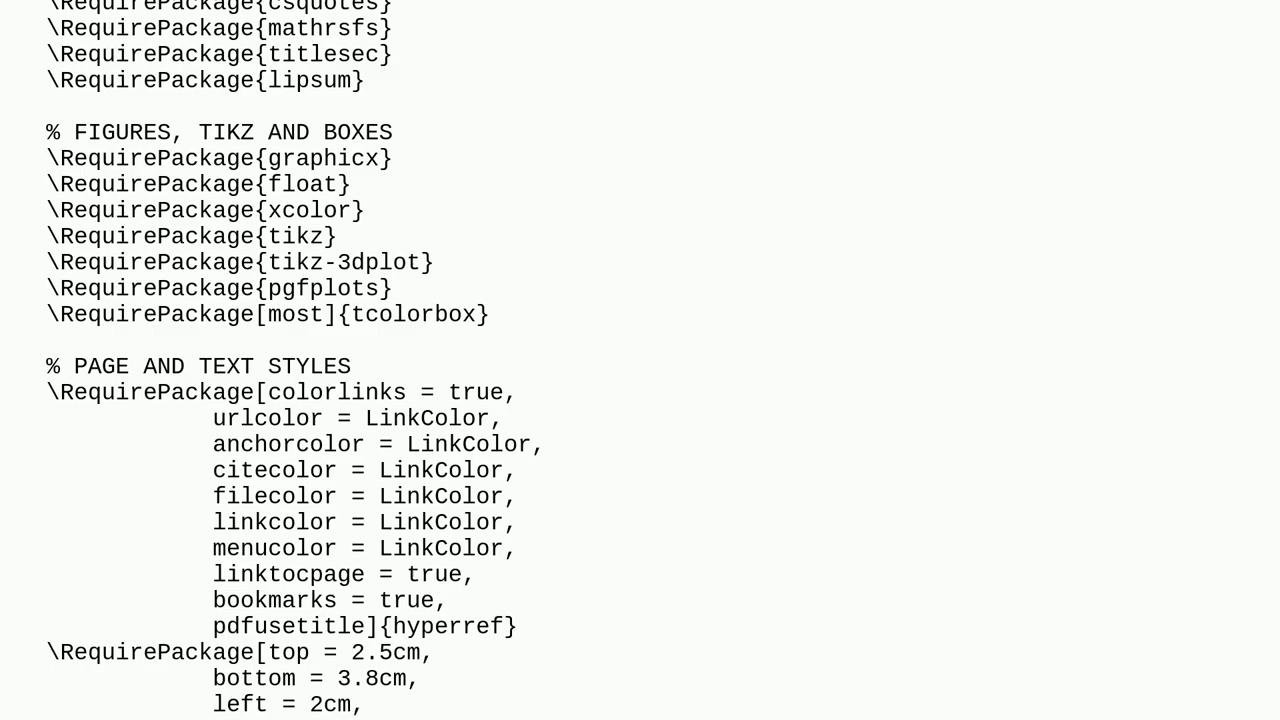 \RequirePackage{csquotes}
\RequirePackage{mathrsfs}
\RequirePackage{titlesec}
\RequirePackage{lipsum}

% FIGURES, TIKZ AND BOXES
\RequirePackage{graphicx}
\RequirePackage{float}
\RequirePackage{xcolor}
\RequirePackage{tikz}
\RequirePackage{tikz-3dplot}
\RequirePackage{pgfplots}
\RequirePackage[most]{tcolorbox}

% PAGE AND TEXT STYLES
\RequirePackage[colorlinks = true,
            urlcolor = LinkColor,
            anchorcolor = LinkColor,
            citecolor = LinkColor,
            filecolor = LinkColor,
            linkcolor = LinkColor,
            menucolor = LinkColor,
            linktocpage = true,
            bookmarks = true,
            pdfusetitle]{hyperref}
\RequirePackage[top = 2.5cm,
            bottom = 3.8cm,
            left = 2cm,